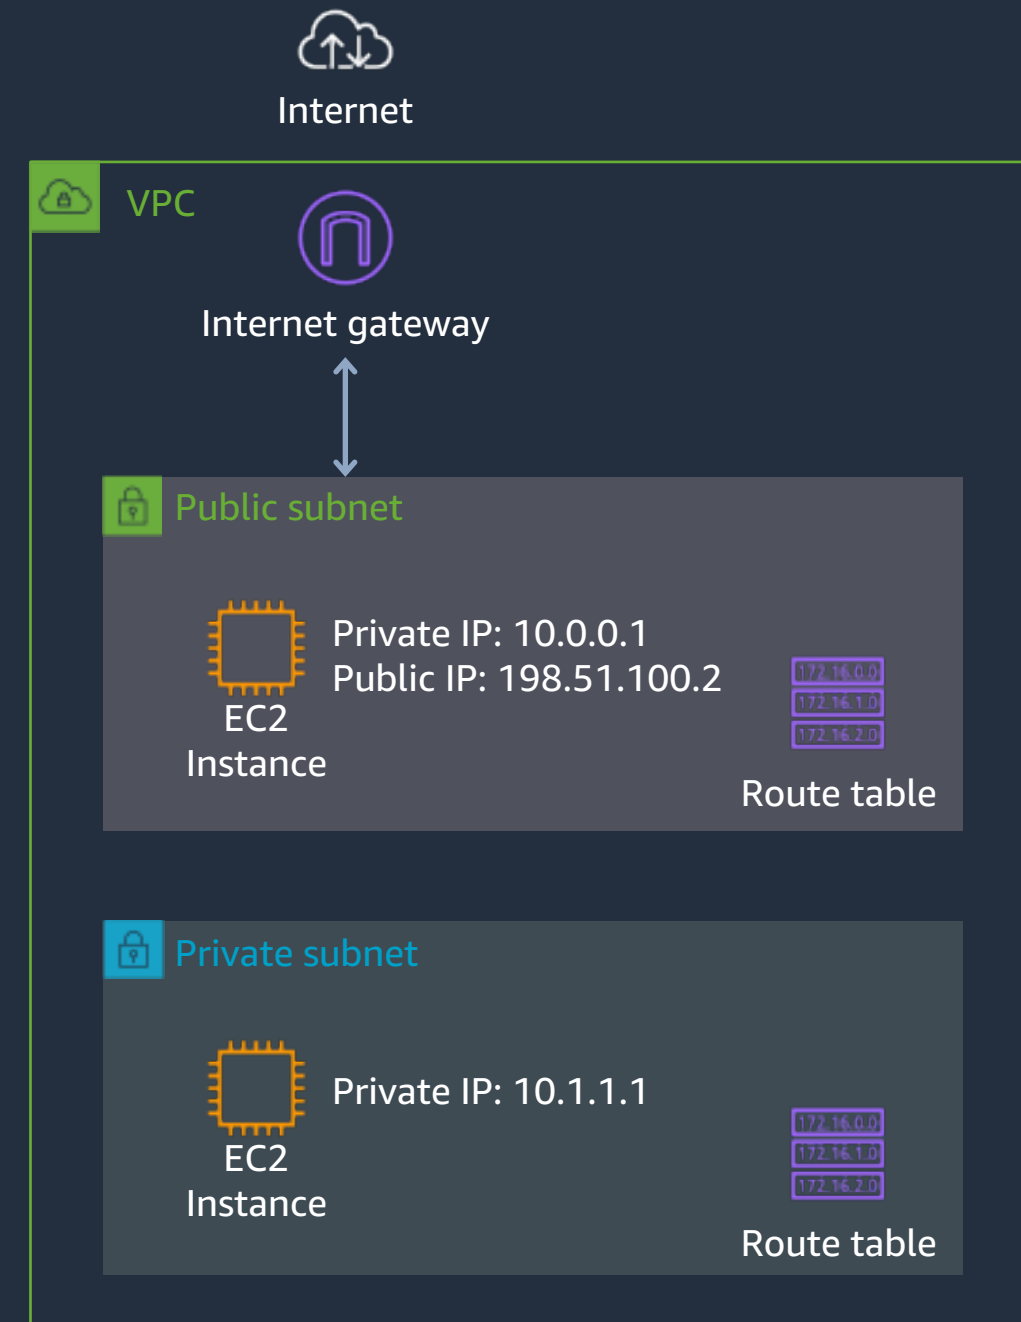 Internet
VPC
Internet gateway
Public subnet
Private IP: 10.0.0.1
Public IP: 198.51.100.2
EC2
Instance
172.16.0.0
172.16.1.0
172.16.2.0
Route table
Private subnet
Private IP: 10.1.1.1
EC2
Instance
172.16.0.0
172.16.1.0
172.16.2.0
Route table